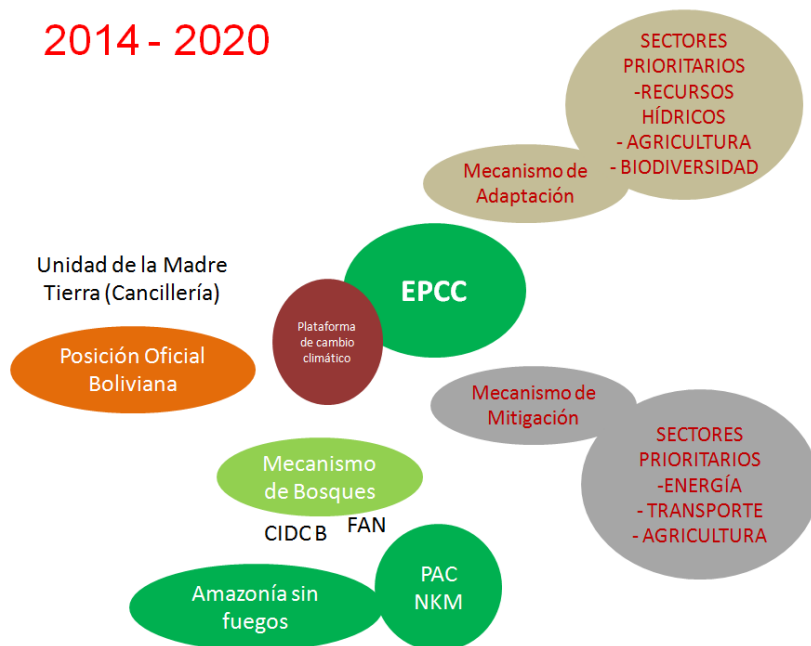 2014 - 2020
SECTORES
PRIORITARIOS
-RECURSOS
HÍDRICOS
- AGRICULTURA
- BIODIVERSIDAD
Mecanismo de
Adaptación
EPCC
Unidad de la Madre
Tierra (Cancillería)
Plataforma
de cambio
climático
Posición Oficial
Boliviana
Mecanismo de
Mitigación
SECTORES
PRIORITARIOS
-ENERGÍA
- TRANSPORTE
- AGRICULTURA
Mecanismo
de Bosques
CIDC B
FAN
PAC
NKM
Amazonía sin
fuegos